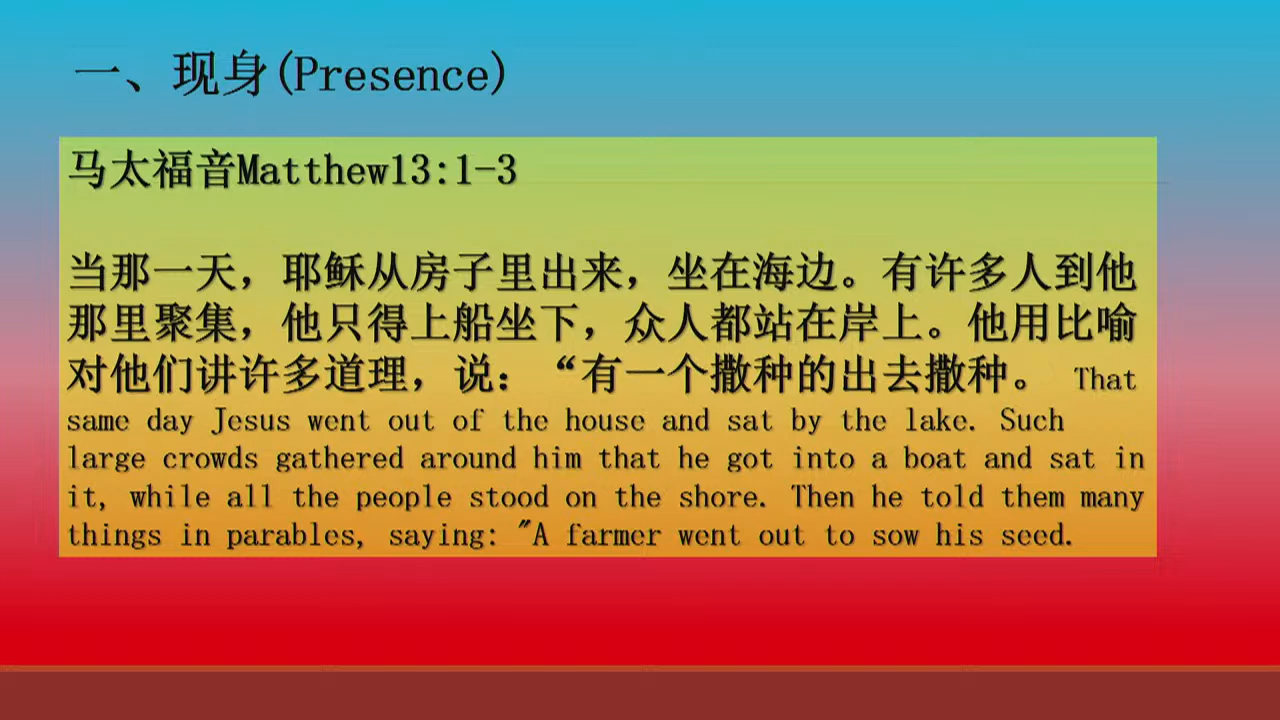 一、现身(Presence)
马太福音Matthew13:1-3
当那一天，耶稣从房子里出来，坐在海边。有许多人到他
那里聚集，他只得上船坐下，众人都站在岸上。他用比喻
对他们讲许多道理，说：“有一个撒种的出去撒种。 That
same day Jesus went out of the house and sat by the lake. Such
large crowds gathered around him that he got into a boat and sat in
it, while all the people stood on the shore. Then he told them many
things in parables, saying: "A farmer went out to sow his seed.